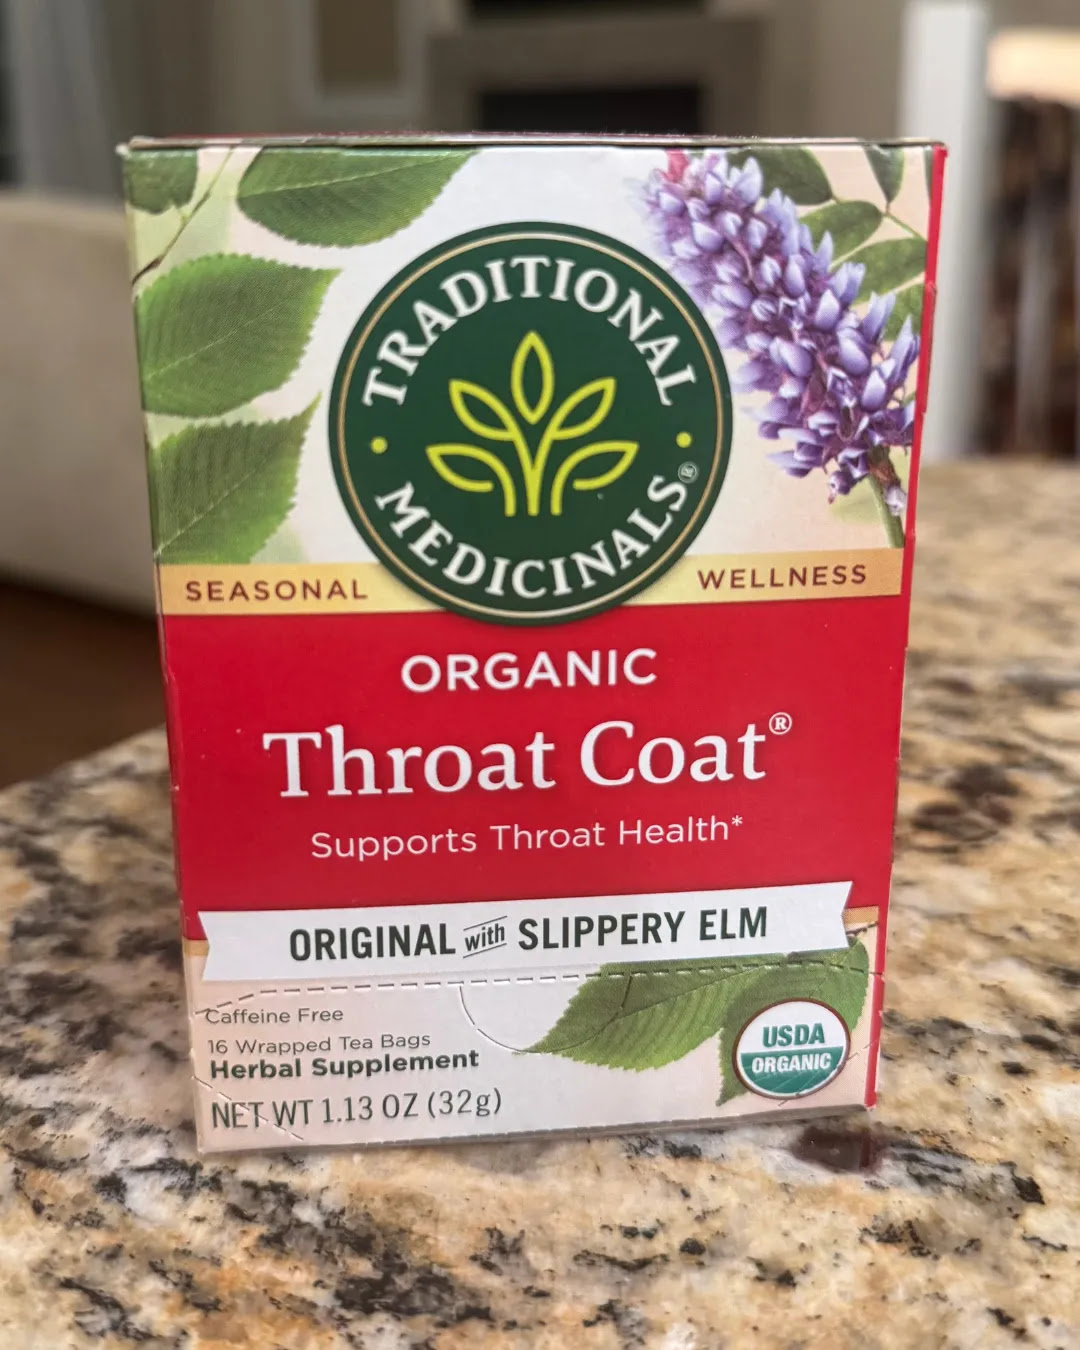 TRADITIONAL
MEDICINALS®
SEASONAL
WELLNESS
ORGANIC
Throat Coat®
Supports Throat Health*
ORIGINAL with SLIPPERY ELM
Caffeine Free
16 Wrapped Tea Bags
Herbal Supplement
NET WT 1.13 OZ (32g)
USDA
ORGANIC